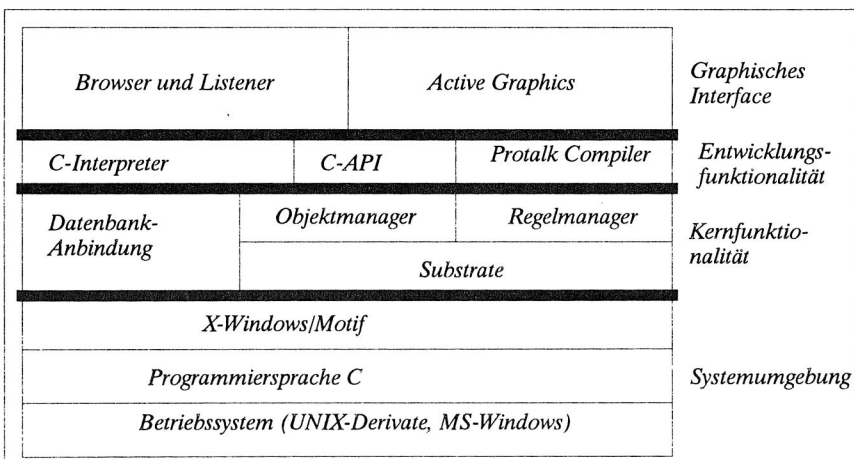 Browser und Listener
Active Graphics
Graphisches
Interface
C-Interpreter
C-API
Protalk Compiler
Entwicklungs-
funktionalität
Datenbank-
Anbindung
Objektmanager
Regelmanager
Substrate
Kernfunktio-
nalität
X-Windows/Motif
Programmiersprache C
Betriebssystem (UNIX-Derivate, MS-Windows)
Systemumgebung